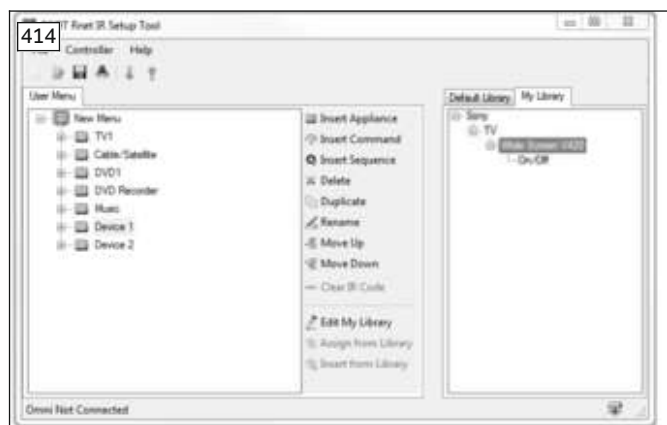 414
Rnet IR Setup Tool
Controller Help
User Menu
New Menu
TV1
Cable/Satellite
DVD1
DVD Recorder
Music
Device 1
Device 2
Insert Appliance
Insert Command
Insert Sequence
Delete
Duplicate
Rename
Move Up
Move Down
Clear IR Code
Edit My Library
Assign from Library
Insert from Library
Default Library My Library
Sony
TV
On/Off
Omni Not Connected